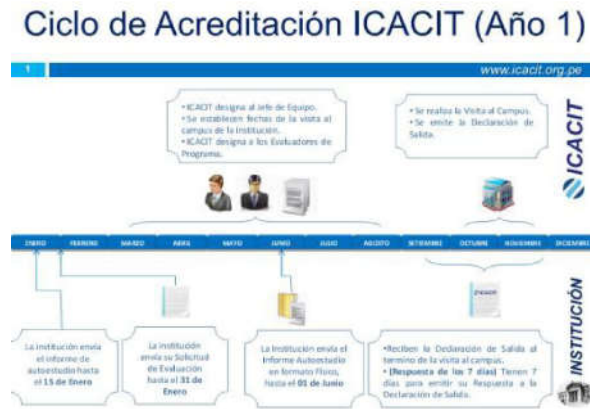 Ciclo de Acreditación ICACIT (Año 1)
1
www.icacit.org.pe
• ICACIT designa al Jefe de Equipo.
• Se establecen fechas de la visita al
campus de la Institución.
• ICACIT designa a los Evaluadores de
Programa.
• Se realiza la Visita al Campus.
• Se emite la Declaración de
Salida.
ICACIT
ENERO FEBRERO MARZO ABRIL MAYO JUNIO JULIO AGOSTO SETIEMBRE OCTUBRE NOVIEMBRE DICIEMBRE
ICACIT
La institución envía
el informe de
autoestudio hasta
el 15 de Enero
La institución
envía su Solicitud
de Evaluación
hasta el 31 de
Enero
La Institución envía el
Informe Autoestudio
en formato Físico,
hasta el 01 de Junio
•Reciben la Declaración de Salida al
termino de la visita al campus.
• (Respuesta de los 7 días) Tienen 7
días para emitir su Respuesta a la
Declaración de Salida.
INSTITUCIÓN